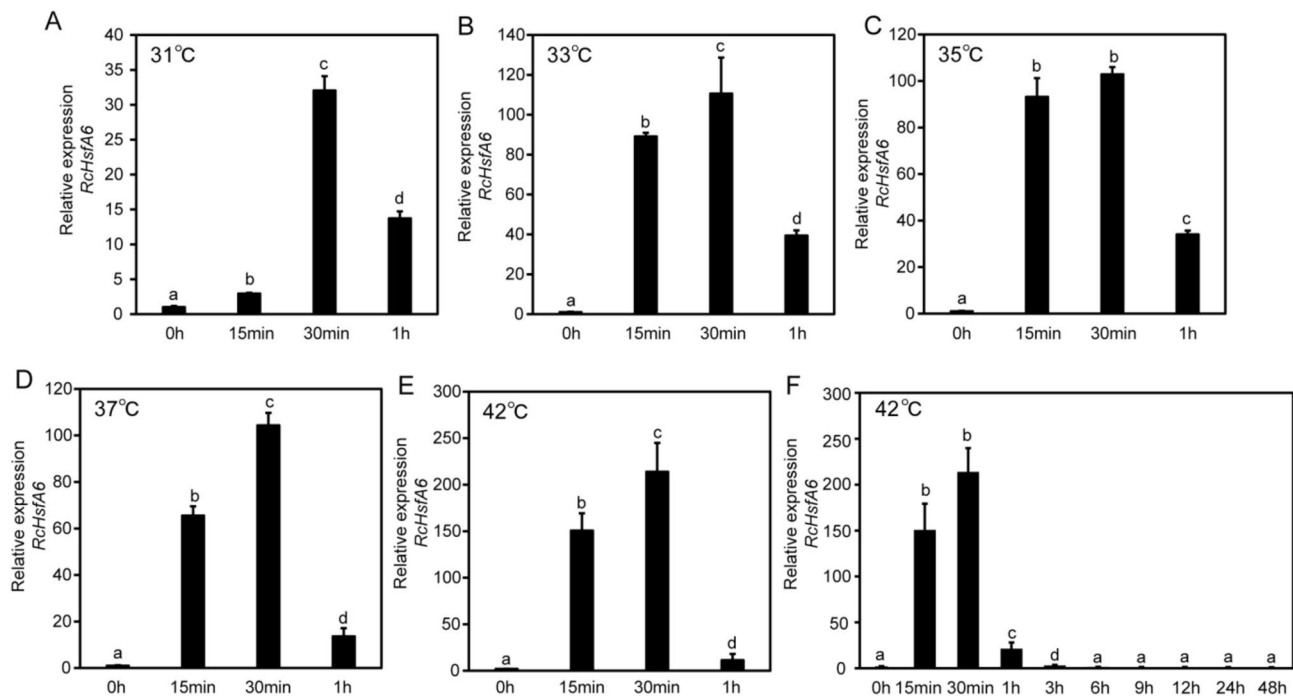 A
31°C
Relative expression
RcHsfA6
40
35
30
25
20
15
10
5
0
a
b
c
d
0h 15min 30min 1h
B
33°C
Relative expression
RcHsfA6
140
120
100
80
60
40
20
0
a
b
c
d
0h 15min 30min 1h
C
35°C
Relative expression
RcHsfA6
120
100
80
60
40
20
0
a
b
b
c
0h 15min 30min 1h
D
37°C
Relative expression
RcHsfA6
120
100
80
60
40
20
0
a
b
c
d
0h 15min 30min 1h
E
42°C
Relative expression
RcHsfA6
300
250
200
150
100
50
0
a
b
c
d
0h 15min 30min 1h
F
42°C
Relative expression
RcHsfA6
300
250
200
150
100
50
0
a
b
b
c
d
a
a
a
a
a
0h 15min 30min 1h 3h 6h 9h 12h 24h 48h